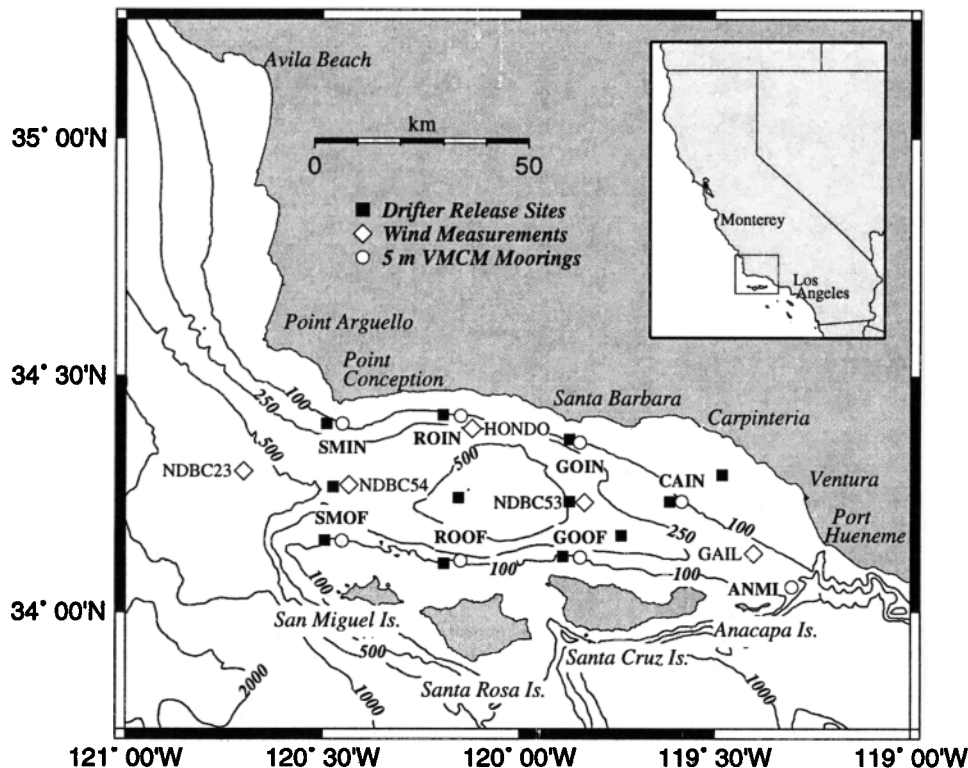 Avila Beach
35° 00'N
km
0 50
Drifter Release Sites
Wind Measurements
5 m VMCM Moorings
Monterey
Los
Angeles
Point Arguello
34° 30'N
Point
Conception
Santa Barbara
Carpinteria
Ventura
Port
Hueneme
100
250
500
SMIN
ROIN
HONDO
500
GOIN
CAIN
NDBC23
NDBC54
NDBC53
250
100
SMOF
ROOF
GOOF
GAIL
100
100
100
ANMI
34° 00'N
San Miguel Is.
Anacapa Is.
500
Santa Cruz Is.
2000
1000
Santa Rosa Is.
1000
121° 00'W
120° 30'W
120° 00'W
119° 30'W
119° 00'W